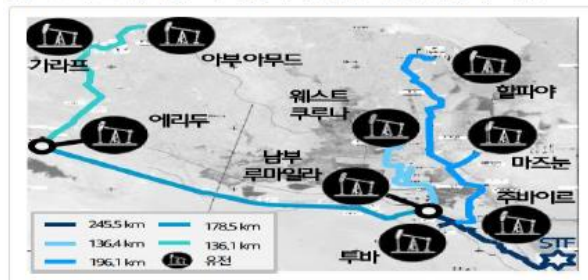 가라프
아부 아무드
에리두
웨스트
쿠로나
할파야
마즈눈
남부
루마일라
주바이르
투바
STF
245.5 km
178.5 km
136.4 km
136.1 km
196.1 km
유전